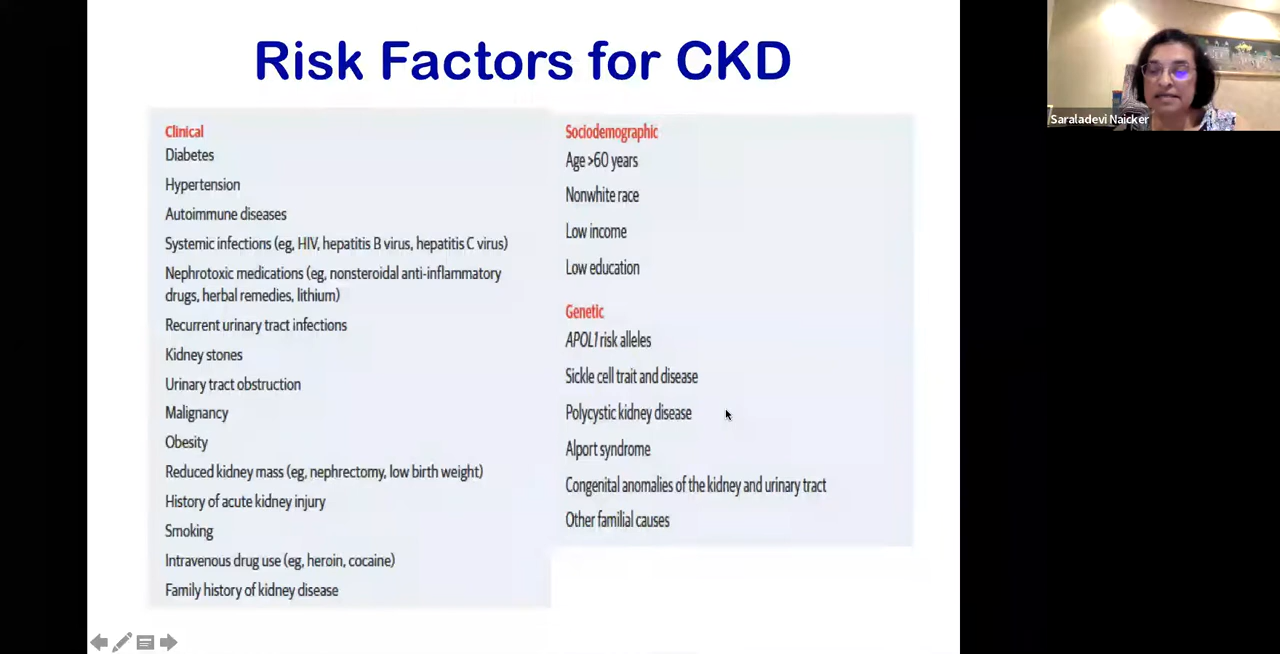 Risk Factors for CKD
Clinical
Diabetes
Hypertension
Autoimmune diseases
Systemic infections (eg, HIV, hepatitis B virus, hepatitis C virus)
Nephrotoxic medications (eg, nonsteroidal anti-inflammatory
drugs, herbal remedies, lithium)
Recurrent urinary tract infections
Kidney stones
Urinary tract obstruction
Malignancy
Obesity
Reduced kidney mass (eg, nephrectomy, low birth weight)
History of acute kidney injury
Smoking
Intravenous drug use (eg, heroin, cocaine)
Family history of kidney disease
Sociodemographic
Age >60 years
Nonwhite race
Low income
Low education
Genetic
APOL1 risk alleles
Sickle cell trait and disease
Polycystic kidney disease
Alport syndrome
Congenital anomalies of the kidney and urinary tract
Other familial causes
Saraladevi Naicker